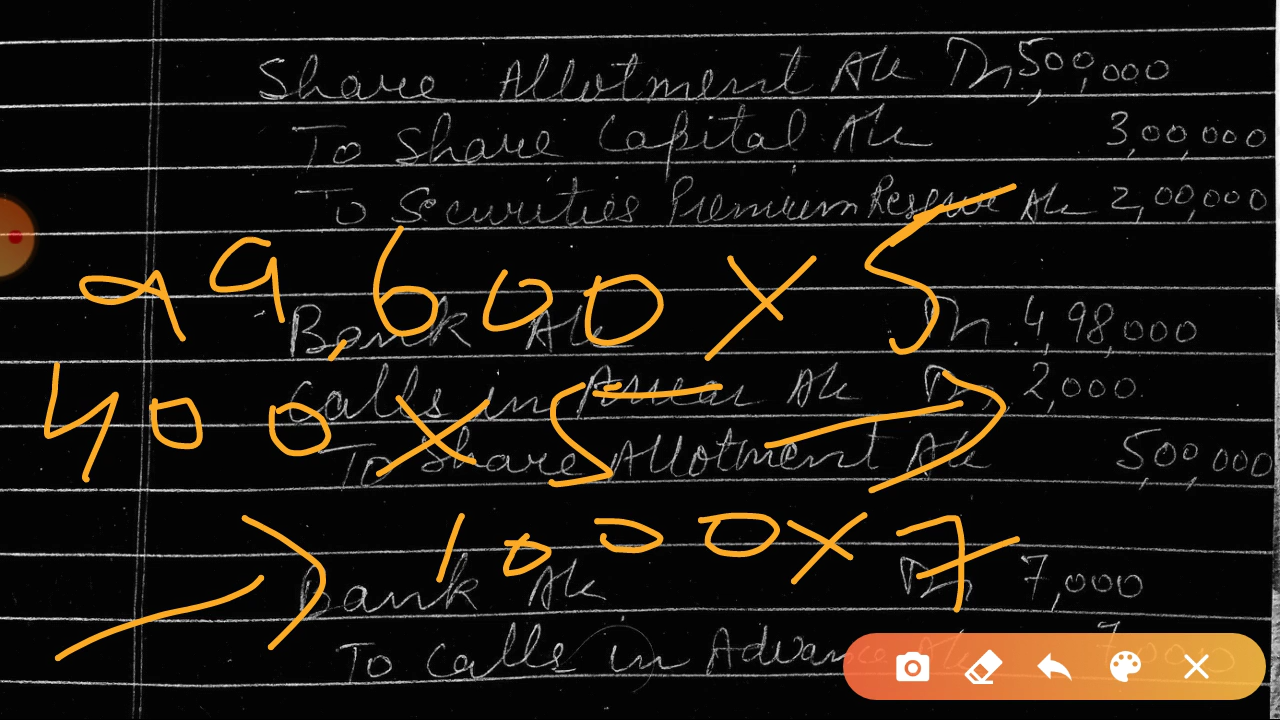 Share Allotment A/c Dr. 5,00,000
To Share Capital A/c 3,00,000
To Securities Premium Reserve A/c 2,00,000
99,600 × 5
Bank A/c Dr. 4,98,000
Calls in Arrear A/c Dr. 2,000
400 × 5
To Share Allotment A/c 5,00,000
1000 × 7
Bank A/c Dr. 7,000
To Calls in Advance A/c 7,000